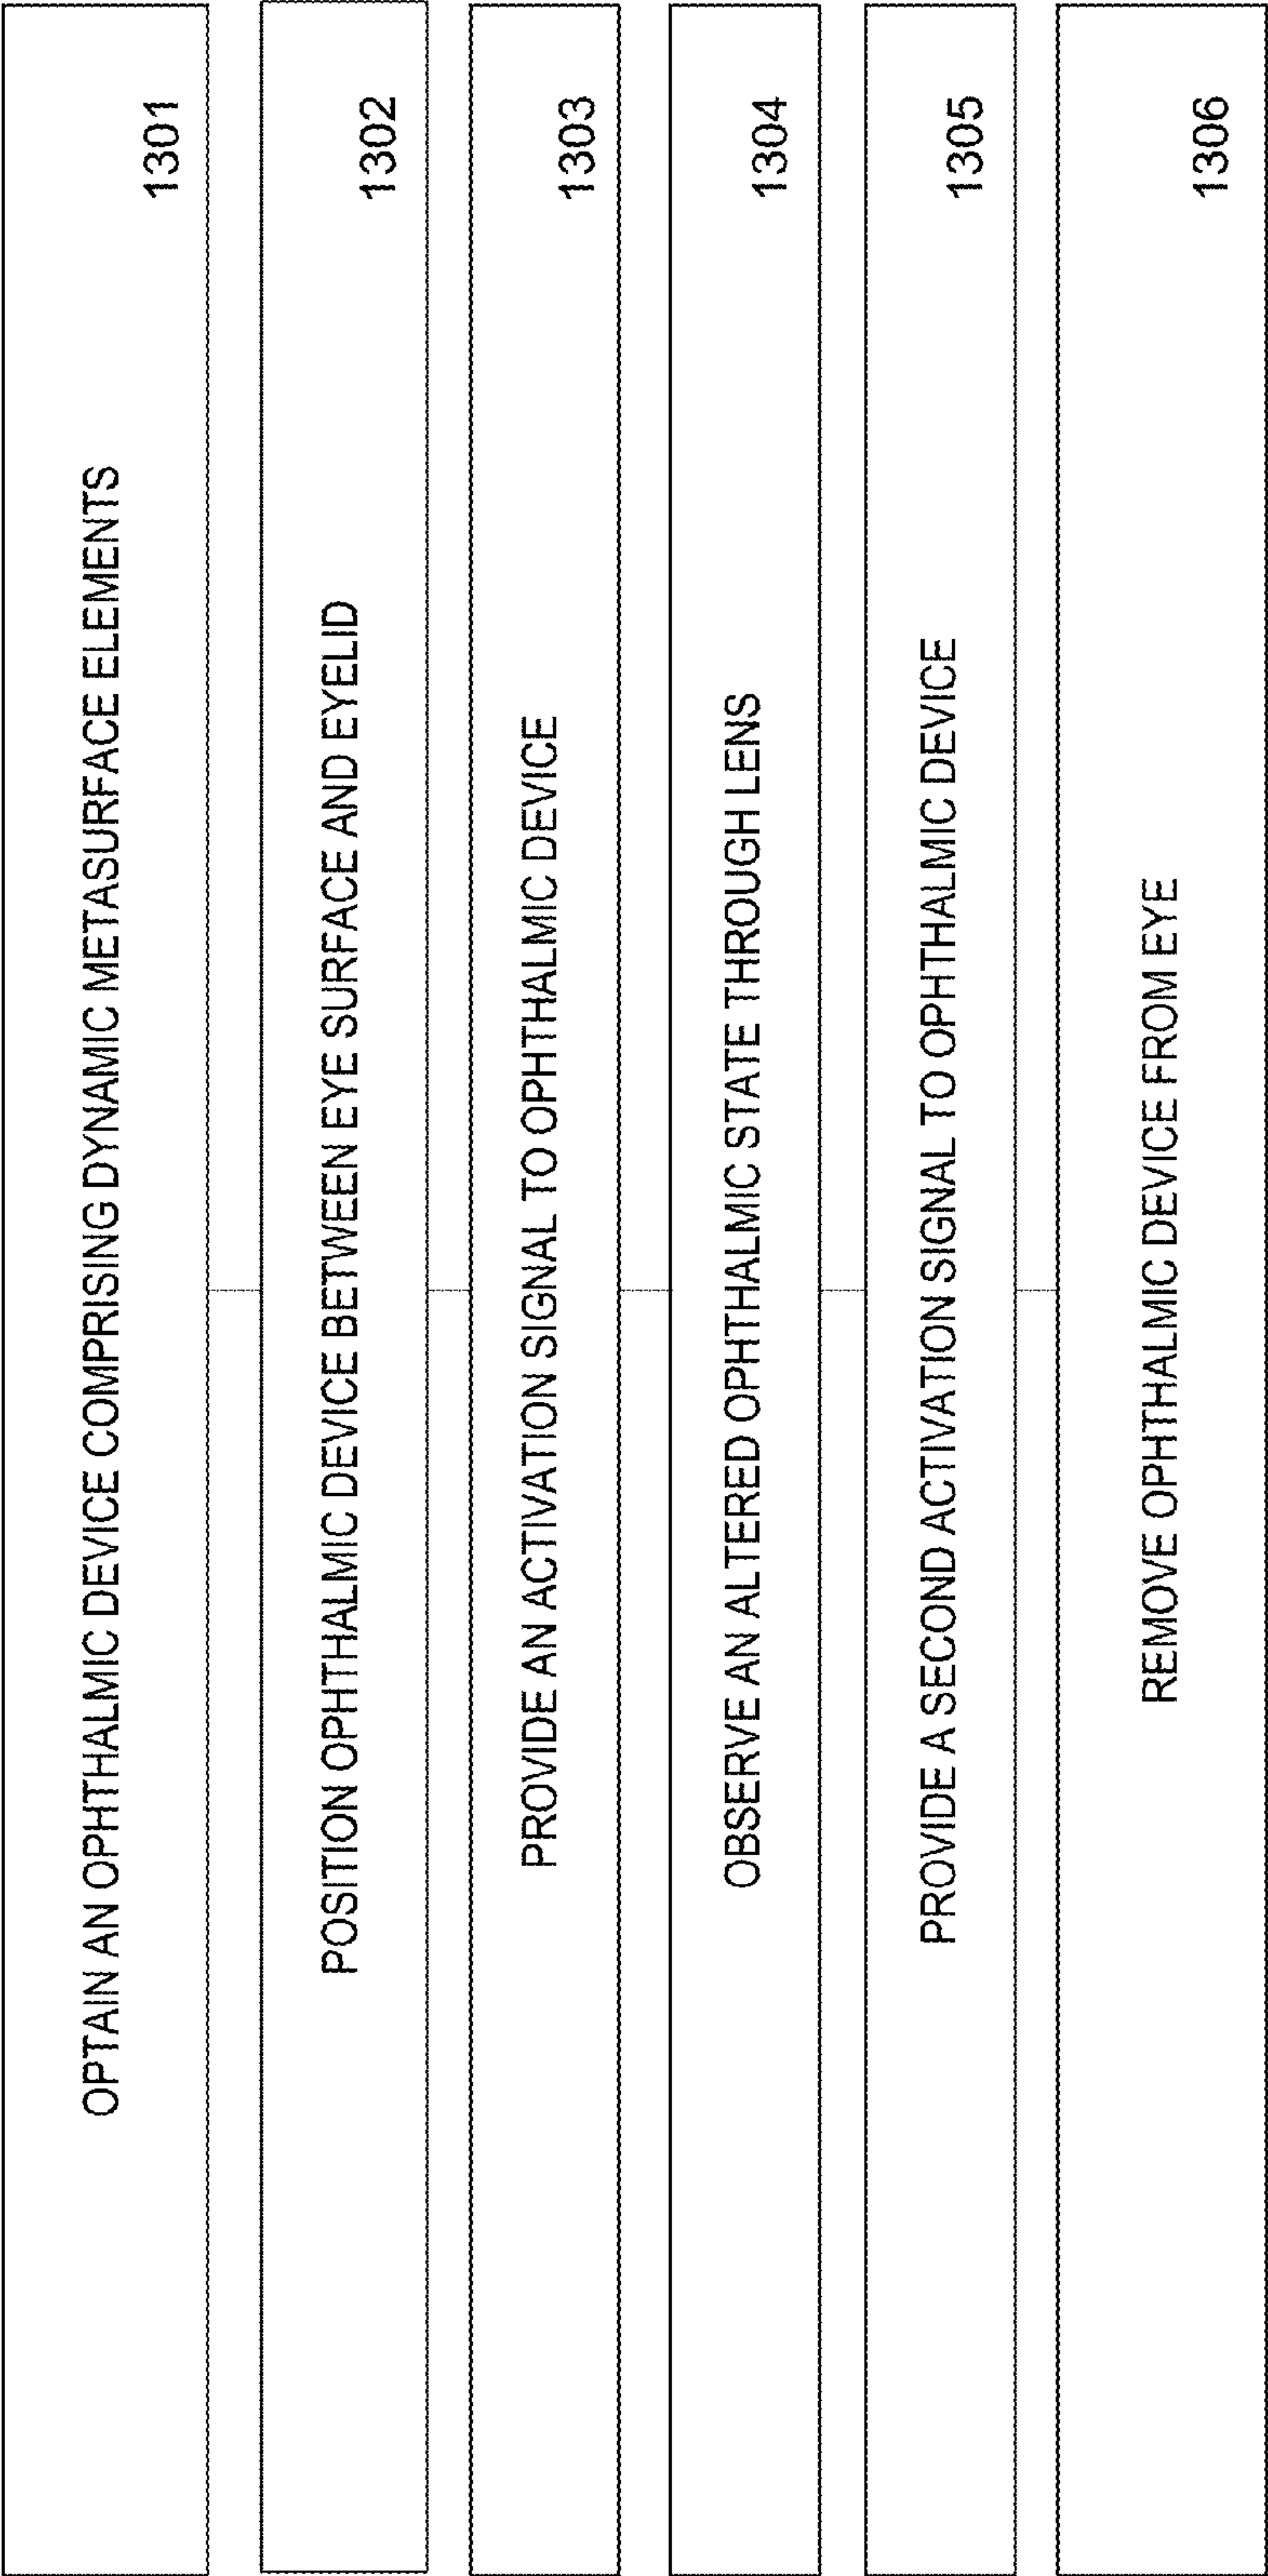 OPTAIN AN OPHTHALMIC DEVICE COMPRISING DYNAMIC METASURFACE ELEMENTS
1301
POSITION OPHTHALMIC DEVICE BETWEEN EYE SURFACE AND EYELID
1302
PROVIDE AN ACTIVATION SIGNAL TO OPHTHALMIC DEVICE
1303
OBSERVE AN ALTERED OPHTHALMIC STATE THROUGH LENS
1304
PROVIDE A SECOND ACTIVATION SIGNAL TO OPHTHALMIC DEVICE
1305
REMOVE OPHTHALMIC DEVICE FROM EYE
1306